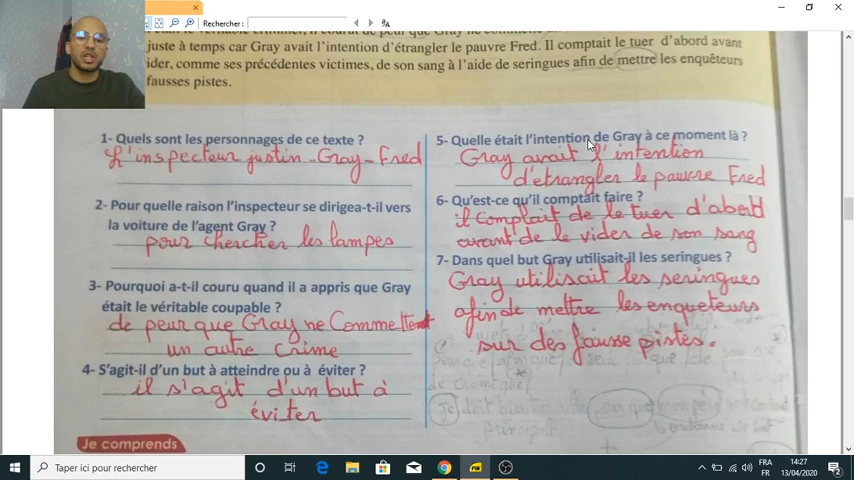 Rechercher :
juste à temps car Gray avait l'intention d'étrangler le pauvre Fred. Il comptait le tuer d'abord avant
ider, comme ses précédentes victimes, de son sang à l'aide de seringues afin de mettre les enquêteurs
fausses pistes.
1- Quels sont les personnages de ce texte ?
L'inspecteur justin - Gray - Fred
2- Pour quelle raison l'inspecteur se dirigea-t-il vers
la voiture de l'agent Gray ?
pour chercher les lampes
3- Pourquoi a-t-il couru quand il a appris que Gray
était le véritable coupable ?
de peur que Gray ne Commette
un autre crime
4- S'agit-il d'un but à atteindre ou à éviter ?
il s'agit d'un but à
éviter
Je comprends
5- Quelle était l'intention de Gray à ce moment là ?
Gray avait l'intention
d'étrangler le pauvre Fred
6- Qu'est-ce qu'il comptait faire ?
il comptait de le tuer d'abord
avant de le vider de son sang
7- Dans quel but Gray utilisait-il les seringues ?
Gray utilisait les seringues
afin de mettre les enqueteurs
sur des fausse pistes.
principal
Taper ici pour rechercher
FRA
FR
14:27
13/04/2020
2